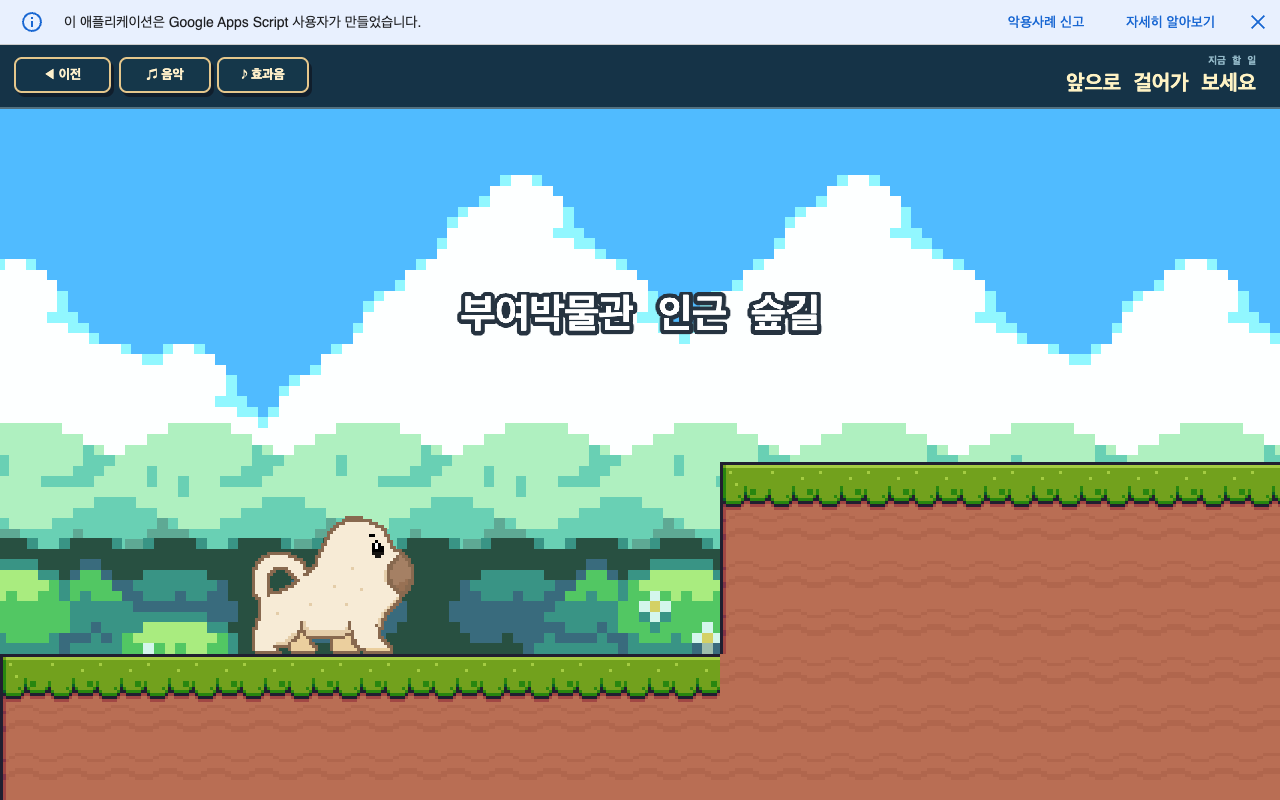 이 애플리케이션은 Google Apps Script 사용자가 만들었습니다.
악용사례 신고
자세히 알아보기
◀ 이전
♫ 음악
♪ 효과음
지금 할 일
앞으로 걸어가 보세요
부여박물관 인근 숲길